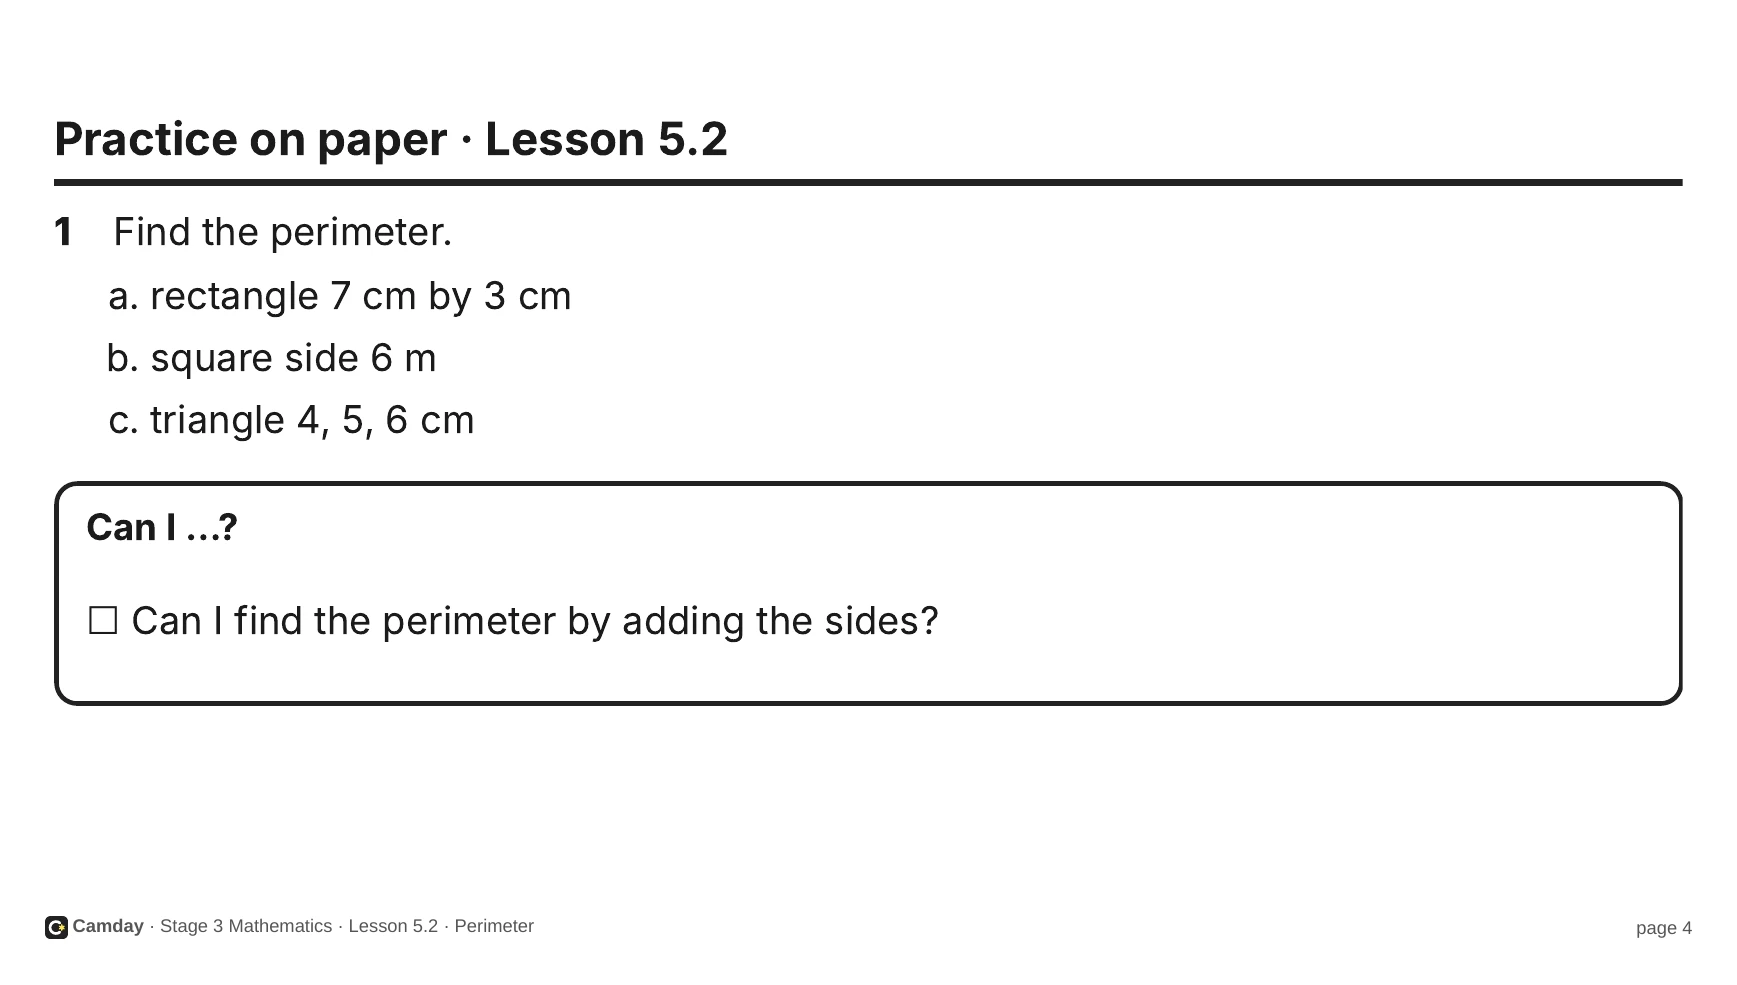 Practice on paper · Lesson 5.2
1 Find the perimeter.
a. rectangle 7 cm by 3 cm
b. square side 6 m
c. triangle 4, 5, 6 cm
Can I …?
☐ Can I find the perimeter by adding the sides?
Camday · Stage 3 Mathematics · Lesson 5.2 · Perimeter
page 4